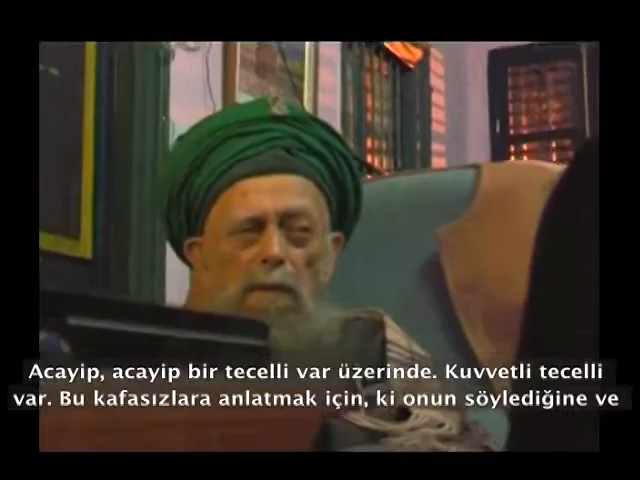 Acayip, acayip bir tecelli var üzerinde. Kuvvetli tecelli
var. Bu kafasızlara anlatmak için, ki onun söylediğine ve